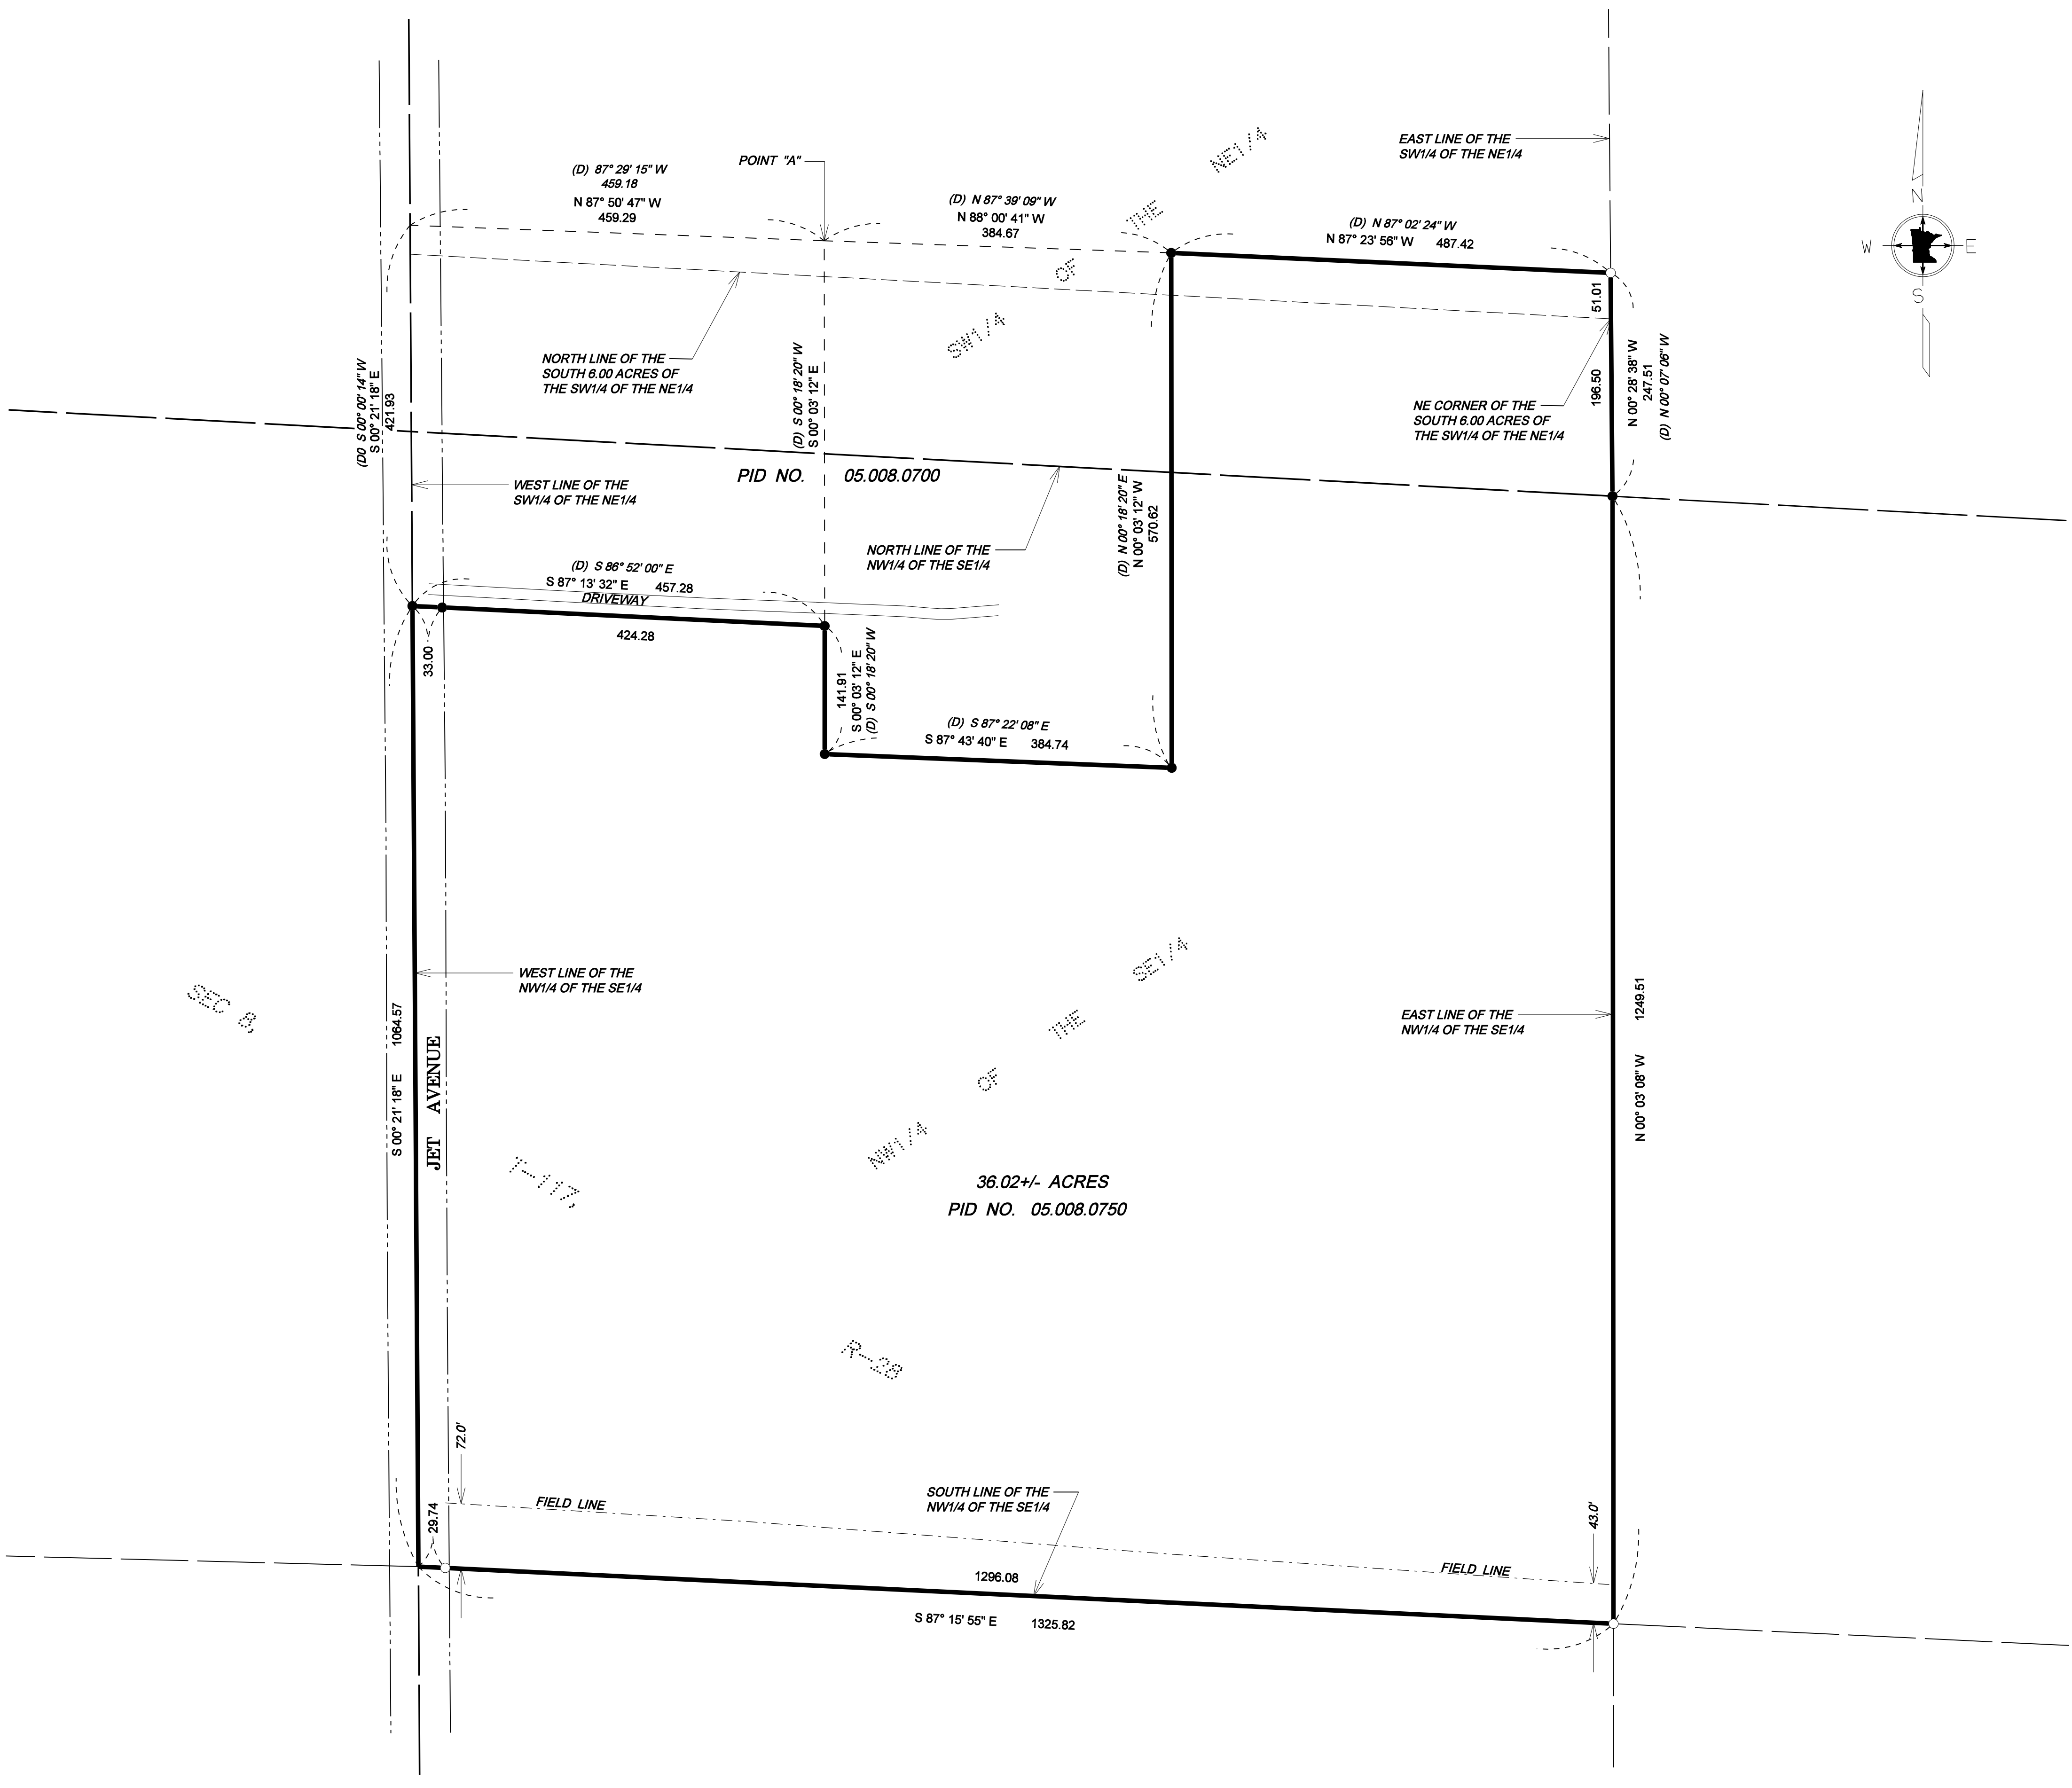 EAST LINE OF THE
SW1/4 OF THE NE1/4
N
W
E
S
POINT "A"
(D) 87° 29' 15" W
459.18
N 87° 50' 47" W
459.29
(D) N 87° 39' 09" W
N 88° 00' 41" W
384.67
(D) N 87° 02' 24" W
N 87° 23' 56" W 487.42
SW1/4 OF THE NE1/4
51.01
196.50
N 00° 28' 38" W
247.51
(D) N 00° 07' 06" W
NORTH LINE OF THE
SOUTH 6.00 ACRES OF
THE SW1/4 OF THE NE1/4
(D0 S 00° 00' 14" W
S 00° 21' 18" E
421.93
(D) S 00° 18' 20" W
S 00° 03' 12" E
NE CORNER OF THE
SOUTH 6.00 ACRES OF
THE SW1/4 OF THE NE1/4
WEST LINE OF THE
SW1/4 OF THE NE1/4
PID NO. 05.008.0700
NORTH LINE OF THE
NW1/4 OF THE SE1/4
(D) N 00° 18' 20" E
N 00° 03' 12" W
570.62
(D) S 86° 52' 00" E
S 87° 13' 32" E 457.28
DRIVEWAY
424.28
33.00
141.91
S 00° 03' 12" E
(D) S 00° 18' 20" W
(D) S 87° 22' 08" E
S 87° 43' 40" E 384.74
WEST LINE OF THE
NW1/4 OF THE SE1/4
SEC 8,
T-117,
R-28
NW1/4 OF THE SE1/4
EAST LINE OF THE
NW1/4 OF THE SE1/4
N 00° 03' 08" W 1249.51
S 00° 21' 18" E 1064.57
JET AVENUE
36.02+/- ACRES
PID NO. 05.008.0750
72.0'
29.74
FIELD LINE
SOUTH LINE OF THE
NW1/4 OF THE SE1/4
43.0'
FIELD LINE
1296.08
S 87° 15' 55" E 1325.82